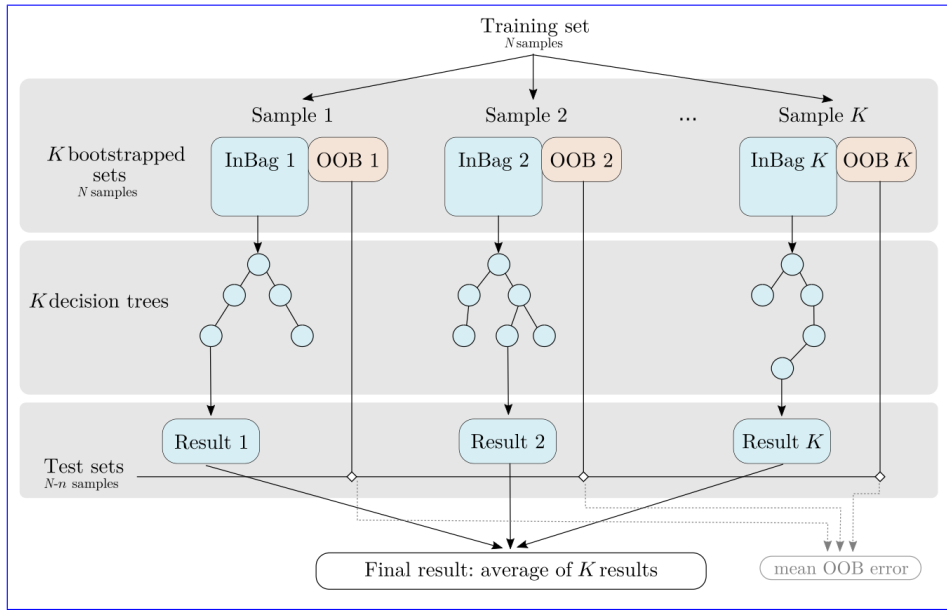 Training set
N samples
Sample 1
Sample 2
...
Sample K
K bootstrapped
sets
N samples
InBag 1
OOB 1
InBag 2
OOB 2
InBag K
OOB K
K decision trees
Result 1
Result 2
Result K
Test sets
N-n samples
Final result: average of K results
mean OOB error